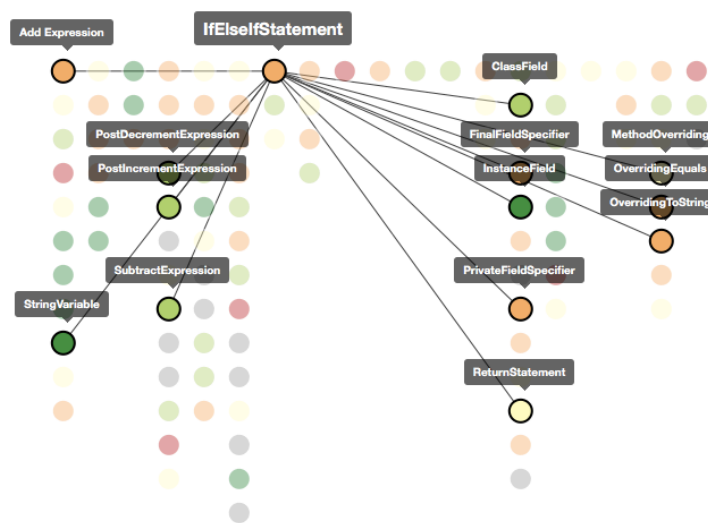 IfElseIfStatement
Add Expression
ClassField
PostDecrementExpression
FinalFieldSpecifier
MethodOverriding
PostIncrementExpression
InstanceField
OverridingEquals
OverridingToString
SubtractExpression
PrivateFieldSpecifier
StringVariable
ReturnStatement